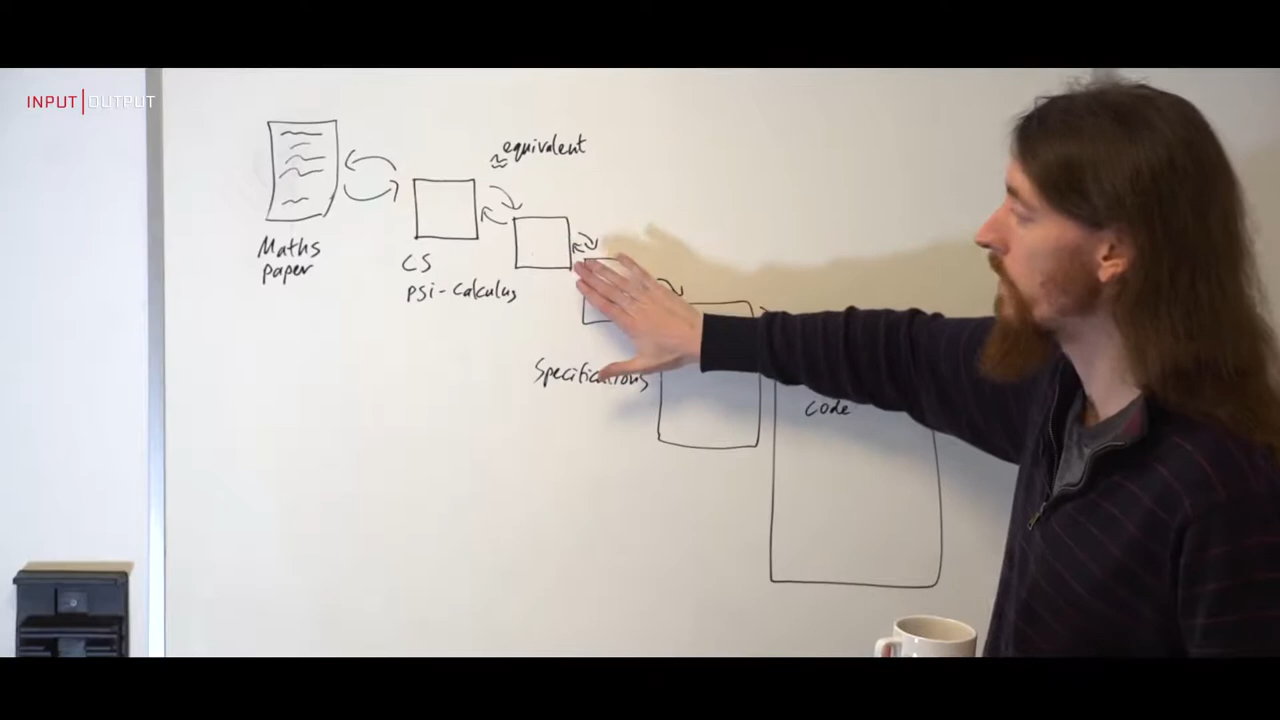 INPUT | OUTPUT
≈ equivalent
Maths
paper
CS
psi-calculus
Specifications
Code